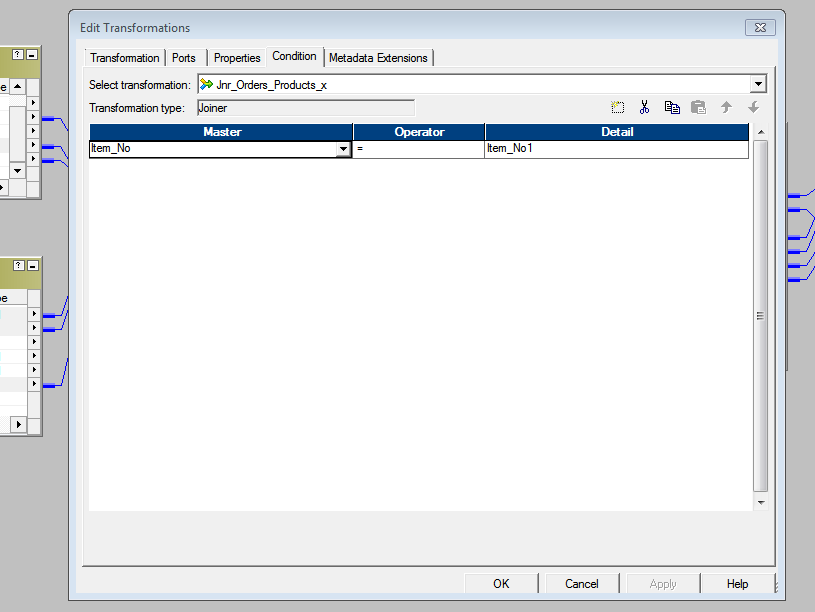 Edit Transformations
Transformation Ports Properties Condition Metadata Extensions
Select transformation: Jnr_Orders_Products_x
Transformation type: Joiner
Master Operator Detail
Item_No = Item_No1
OK Cancel Apply Help